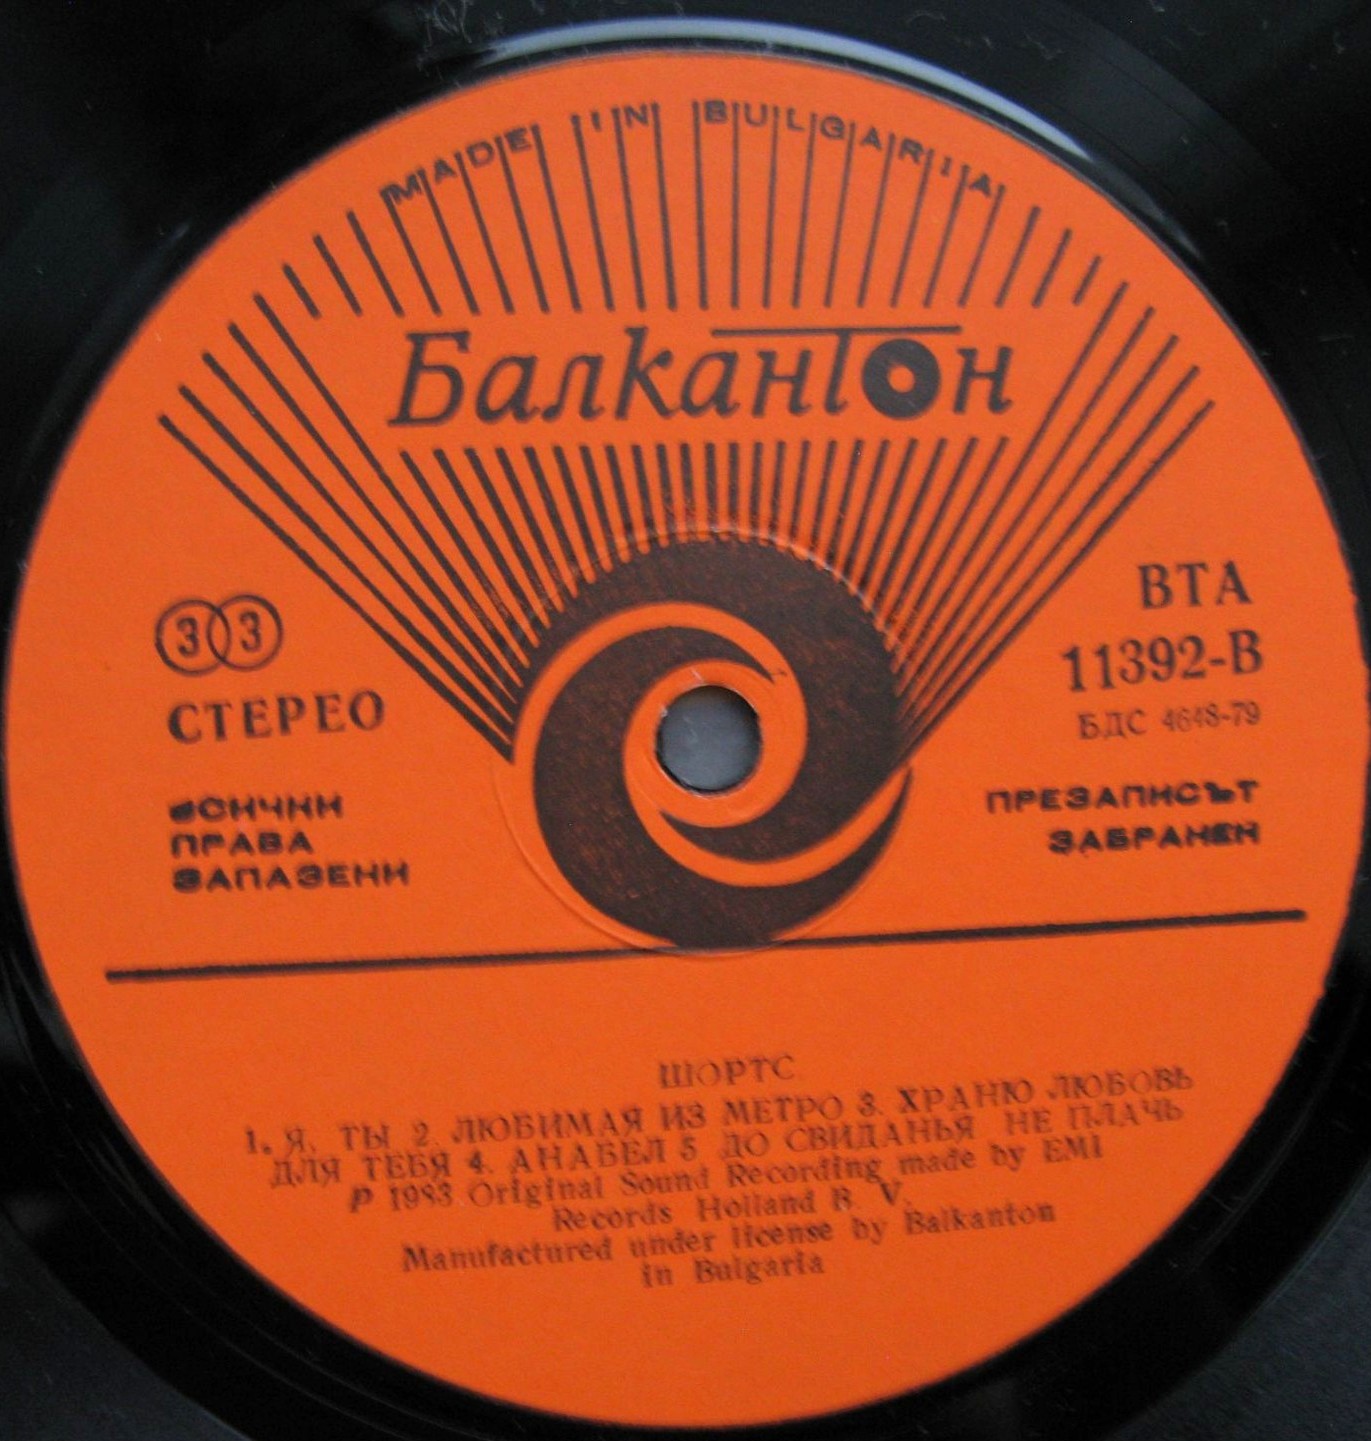 MADE IN BULGARIA
Балкантон
33
СТЕРЕО
ВСИЧКИ
ПРАВА
ЗАПАЗЕНИ
ВТА
11392-В
БДС 4648-79
ПРЕЗАПИСЪТ
ЗАБРАНЕН
ШОРТС
1. Я, ТЫ 2. ЛЮБИМАЯ ИЗ МЕТРО 3. ХРАНЮ ЛЮБОВЬ
ДЛЯ ТЕБЯ 4. АНАБЕЛ 5 ДО СВИДАНЬЯ НЕ ПЛАЧЬ
P 1983 Original Sound Recording made by EMI
Records Holland B. V.
Manufactured under license by Balkanton
in Bulgaria